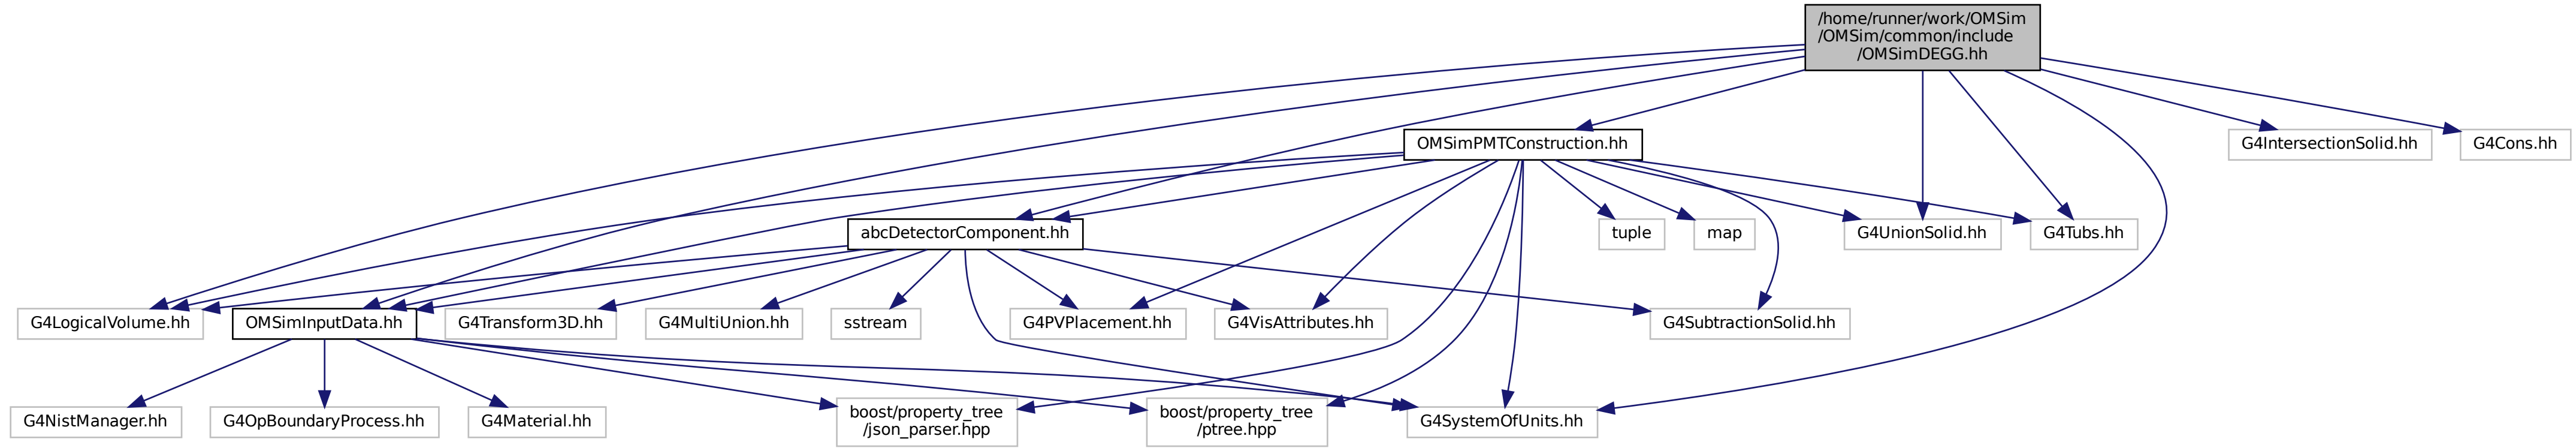 /home/runner/work/OMSim
/OMSim/common/include
/OMSimDEGG.hh
OMSimPMTConstruction.hh
G4IntersectionSolid.hh
G4Cons.hh
abcDetectorComponent.hh
tuple
map
G4UnionSolid.hh
G4Tubs.hh
G4LogicalVolume.hh
OMSimInputData.hh
G4Transform3D.hh
G4MultiUnion.hh
sstream
G4PVPlacement.hh
G4VisAttributes.hh
G4SubtractionSolid.hh
G4NistManager.hh
G4OpBoundaryProcess.hh
G4Material.hh
boost/property_tree
/json_parser.hpp
boost/property_tree
/ptree.hpp
G4SystemOfUnits.hh